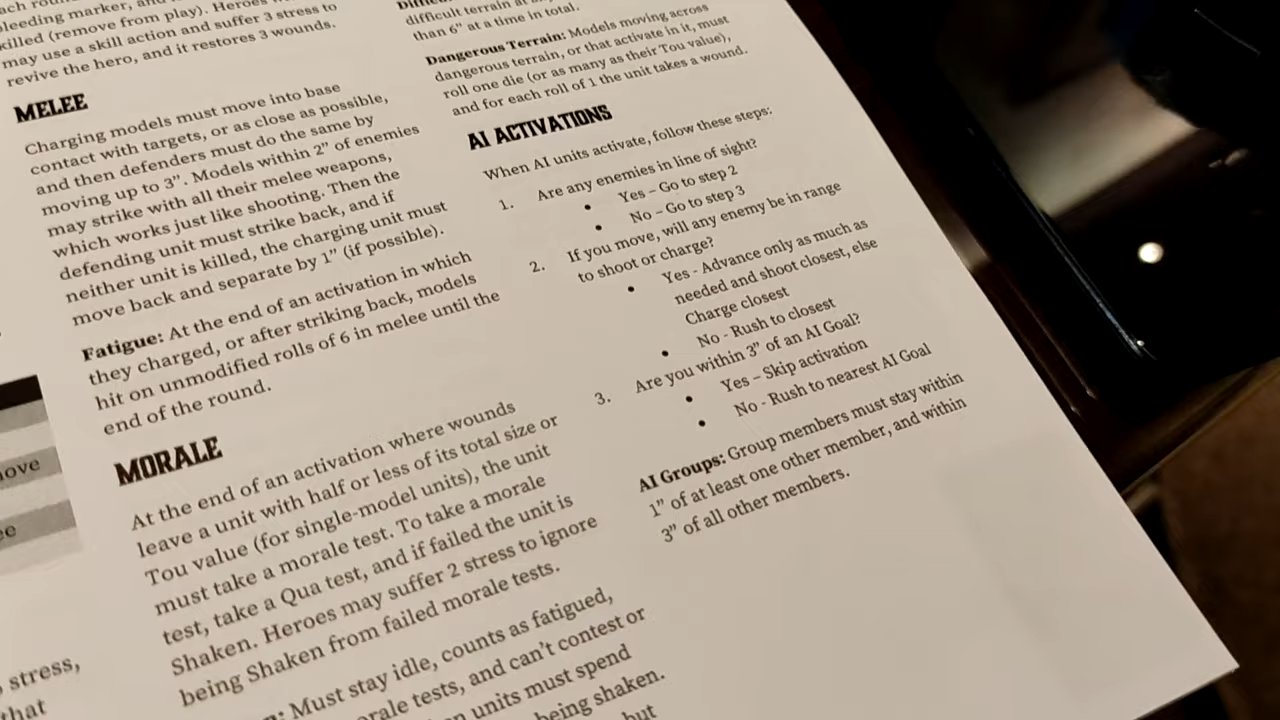 bleeding marker, and
killed (remove from play). Heroes
may use a skill action and suffer 3 stress to
revive the hero, and it restores 3 wounds.
MELEE
Charging models must move into base
contact with targets, or as close as possible,
and then defenders must do the same by
moving up to 3”. Models within 2” of enemies
may strike with all their melee weapons,
which works just like shooting. Then the
defending unit must strike back, and if
neither unit is killed, the charging unit must
move back and separate by 1” (if possible).
Fatigue: At the end of an activation in which
they charged, or after striking back, models
hit on unmodified rolls of 6 in melee until the
end of the round.
MORALE
At the end of an activation where wounds
leave a unit with half or less of its total size or
Tou value (for single-model units), the unit
must take a morale test. To take a morale
test, take a Qua test, and if failed the unit is
Shaken. Heroes may suffer 2 stress to ignore
being Shaken from failed morale tests.
Must stay idle, counts as fatigued,
tests, and can’t contest or
units must spend
being shaken.
but
stress,
that
difficult terrain at
than 6” at a time in total.
Dangerous Terrain: Models moving across
dangerous terrain, or that activate in it, must
roll one die (or as many as their Tou value),
and for each roll of 1 the unit takes a wound.
AI ACTIVATIONS
When AI units activate, follow these steps:
1. Are any enemies in line of sight?
• Yes – Go to step 2
• No – Go to step 3
2. If you move, will any enemy be in range
to shoot or charge?
• Yes - Advance only as much as
needed and shoot closest, else
Charge closest
• No - Rush to closest
3. Are you within 3” of an AI Goal?
• Yes – Skip activation
• No - Rush to nearest AI Goal
AI Groups: Group members must stay within
1” of at least one other member, and within
3” of all other members.